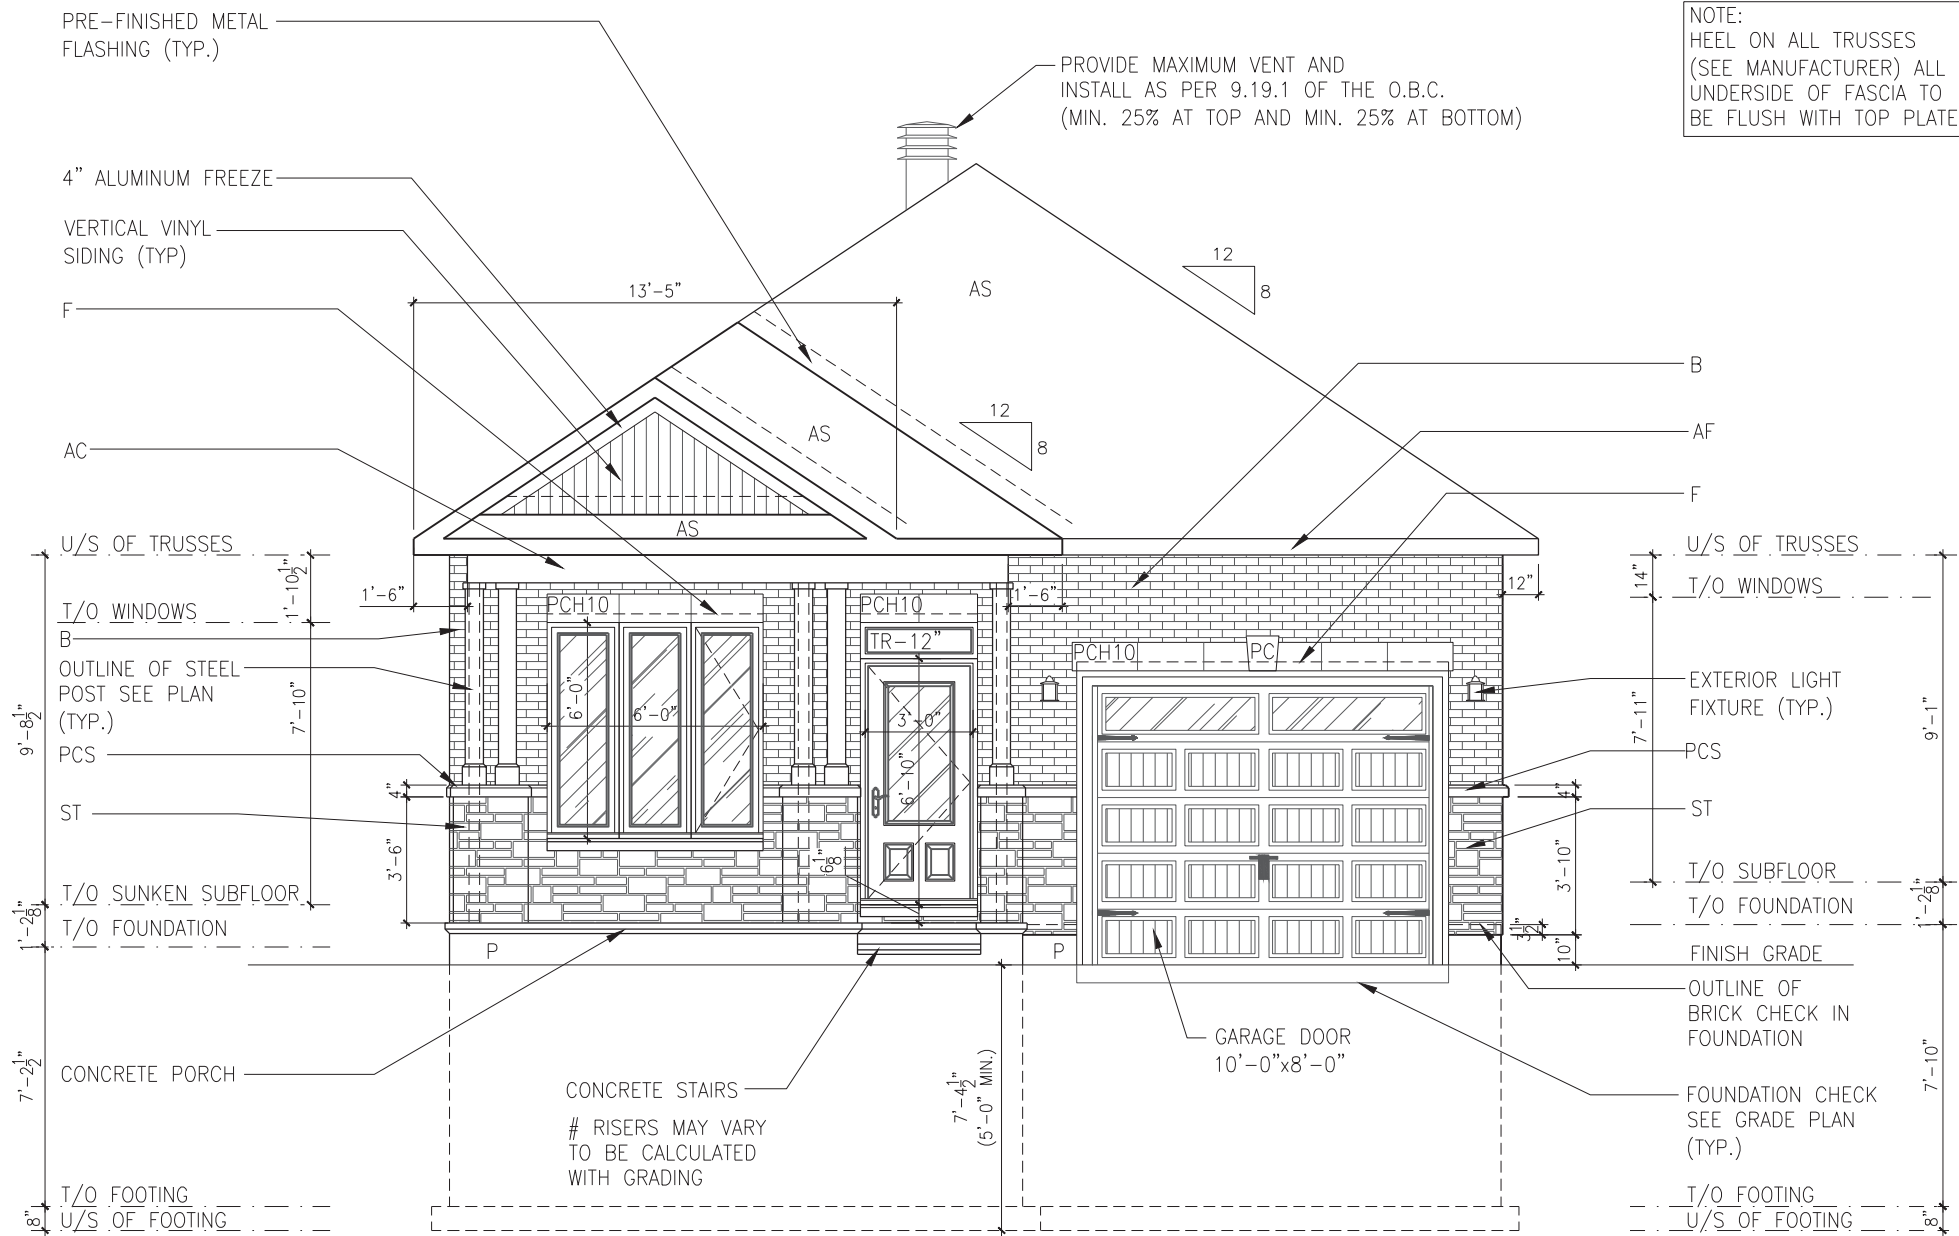 PRE-FINISHED METAL
FLASHING (TYP.)
NOTE:
HEEL ON ALL TRUSSES
(SEE MANUFACTURER) ALL
UNDERSIDE OF FASCIA TO
BE FLUSH WITH TOP PLATE
PROVIDE MAXIMUM VENT AND
INSTALL AS PER 9.19.1 OF THE O.B.C.
(MIN. 25% AT TOP AND MIN. 25% AT BOTTOM)
4" ALUMINUM FREEZE
VERTICAL VINYL
SIDING (TYP)
F
AC
13'-5"
AS
12
8
12
8
AS
AS
B
AF
F
U/S OF TRUSSES
T/O WINDOWS
B
OUTLINE OF STEEL
POST SEE PLAN
(TYP.)
PCS
ST
T/O SUNKEN SUBFLOOR
T/O FOUNDATION
CONCRETE PORCH
T/O FOOTING
U/S OF FOOTING
9'-8½"
1'-2⅛"
7'-2½"
8"
1'-10½"
7'-10"
1'-6"
4"
3'-6"
PCH10
6'-0"
6'-0"
PCH10
TR-12"
3'-0"
6'-10"
6⅛"
1'-6"
PCH10
PC
12"
P
P
CONCRETE STAIRS
# RISERS MAY VARY
TO BE CALCULATED
WITH GRADING
7'-4½"
(5'-0" MIN.)
GARAGE DOOR
10'-0"x8'-0"
4"
3'-10"
3½"
10"
U/S OF TRUSSES
T/O WINDOWS
EXTERIOR LIGHT
FIXTURE (TYP.)
PCS
ST
T/O SUBFLOOR
T/O FOUNDATION
FINISH GRADE
OUTLINE OF
BRICK CHECK IN
FOUNDATION
FOUNDATION CHECK
SEE GRADE PLAN
(TYP.)
T/O FOOTING
U/S OF FOOTING
14"
7'-11"
9'-1"
1'-2⅛"
7'-10"
8"